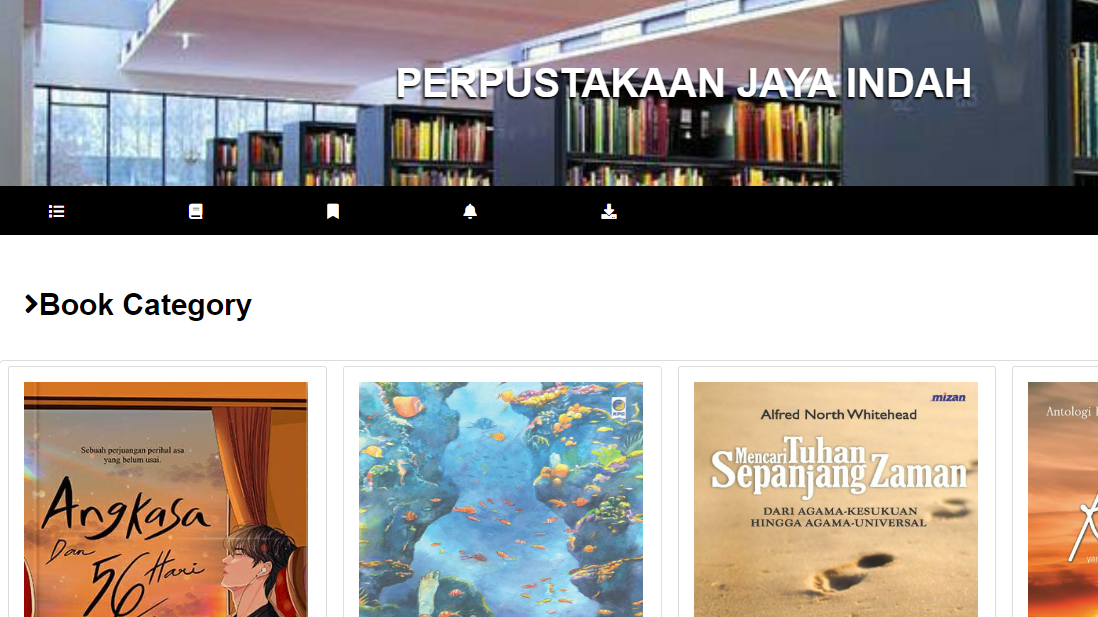 PERPUSTAKAAN JAYA INDAH
Book Category
Sebuah perjuangan perihal asa
yang belum usai.
Angkasa
Dan
56 Hari
KPG
mizan
Alfred North Whitehead
Mencari Tuhan
Sepanjang Zaman
DARI AGAMA-KESUKUAN
HINGGA AGAMA-UNIVERSAL
Antologi